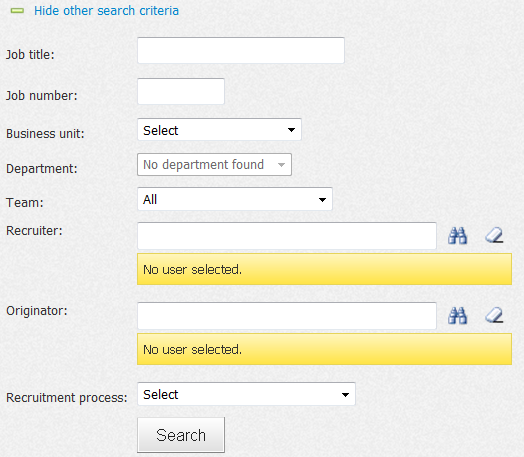 Hide other search criteria
Job title:
Job number:
Business unit: Select
Department: No department found
Team: All
Recruiter:
No user selected.
Originator:
No user selected.
Recruitment process: Select
Search